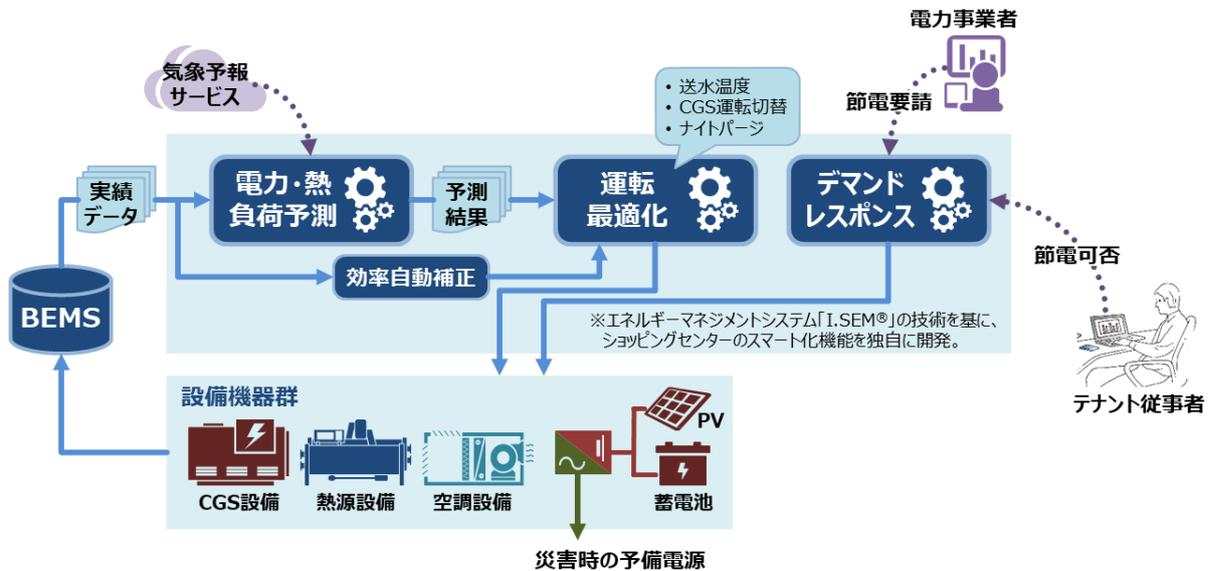 電力事業者
気象予報
サービス
・送水温度
・CGS運転切替
・ナイトパージ
節電要請
実績
データ
電力・熱
負荷予測
予測
結果
運転
最適化
デマンド
レスポンス
節電可否
効率自動補正
BEMS
※エネルギーマネジメントシステム「I.SEM®」の技術を基に、
ショッピングセンターのスマート化機能を独自に開発。
設備機器群
PV
テナント従事者
CGS設備
熱源設備
空調設備
蓄電池
災害時の予備電源